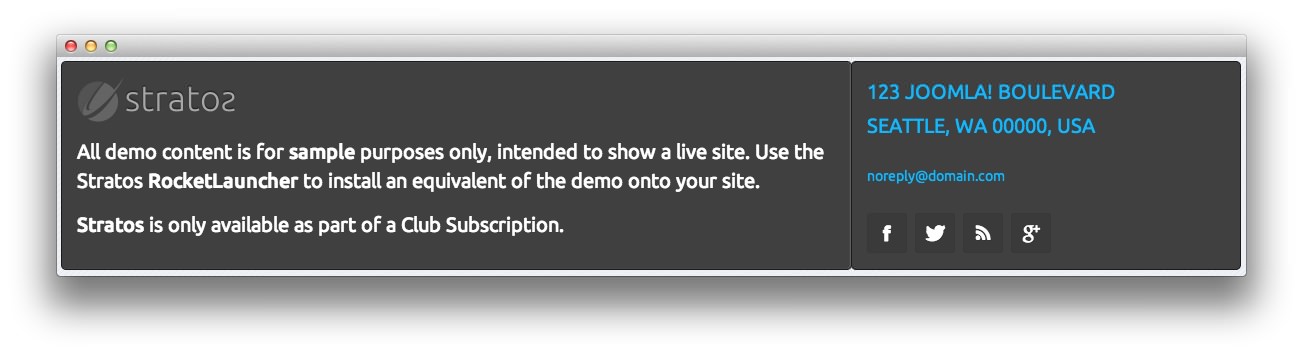 stratos
All demo content is for sample purposes only, intended to show a live site. Use the
Stratos RocketLauncher to install an equivalent of the demo onto your site.
Stratos is only available as part of a Club Subscription.
123 JOOMLA! BOULEVARD
SEATTLE, WA 00000, USA
noreply@domain.com
f
g+